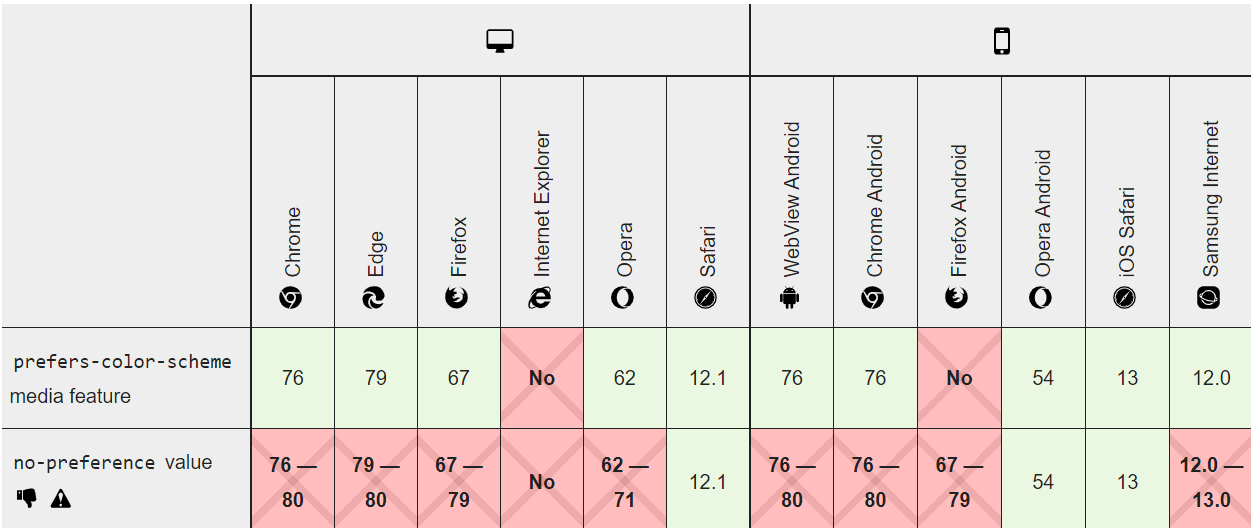 Chrome
Edge
Firefox
Internet Explorer
Opera
Safari
WebView Android
Chrome Android
Firefox Android
Opera Android
iOS Safari
Samsung Internet
prefers-color-scheme
media feature
76 79 67 No 62 12.1 76 76 No 54 13 12.0
no-preference value
76 — 79 — 67 — No 62 — 12.1 76 — 76 — 67 — 54 13 12.0 —
80 80 79 71 80 80 79 13.0